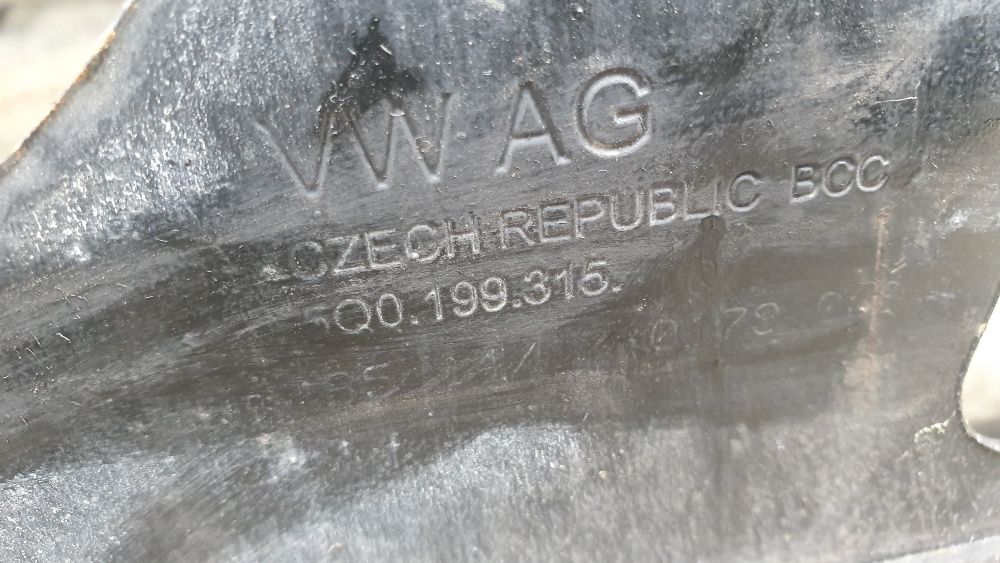 VW AG
CZECH REPUBLIC BCC
5Q0.199.315.